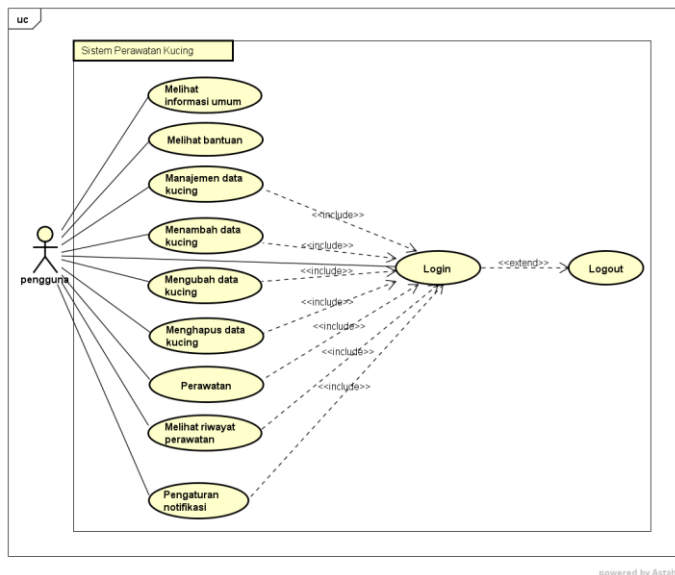 uc
Sistem Perawatan Kucing
Melihat
informasi umum
Melihat bantuan
Manajemen data
kucing
<<include>>
Menambah data
kucing
<<include>>
pengguna
Mengubah data
kucing
<<include>>
Login
<<extend>>
Logout
<<include>>
Menghapus data
kucing
<<include>>
<<include>>
Perawatan
<<include>>
Melihat riwayat
perawatan
Pengaturan
notifikasi
powered by Astah